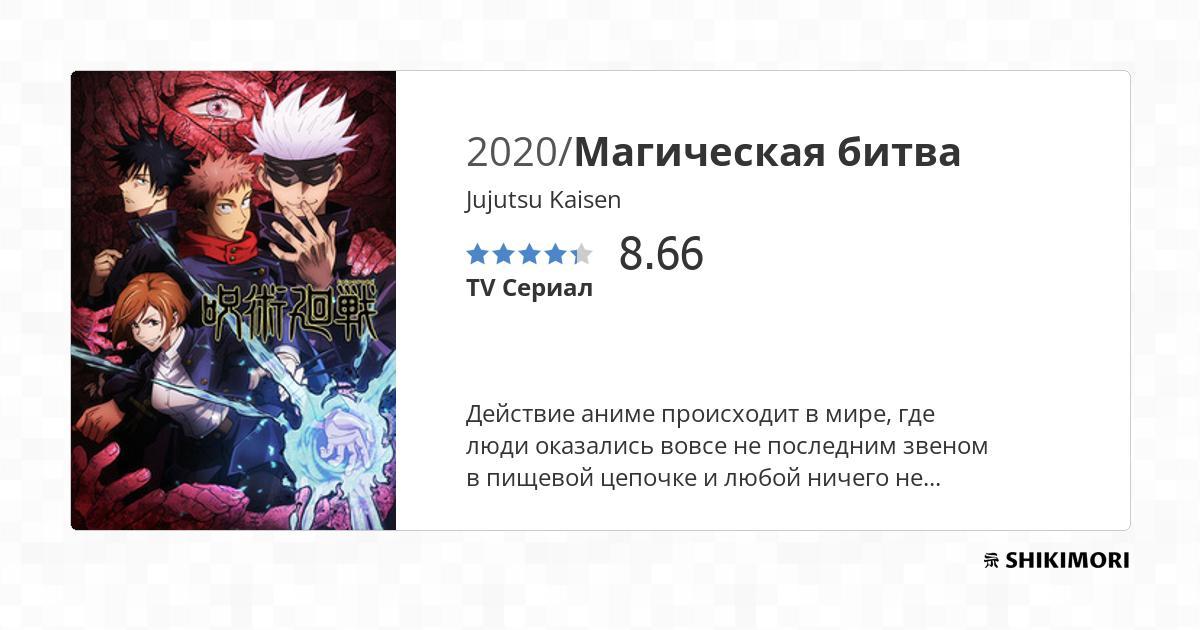 2020/Магическая битва
Jujutsu Kaisen
8.66
TV Сериал
呪術廻戦
Действие аниме происходит в мире, где
люди оказались вовсе не последним звеном
в пищевой цепочке и любой ничего не...
SHIKIMORI